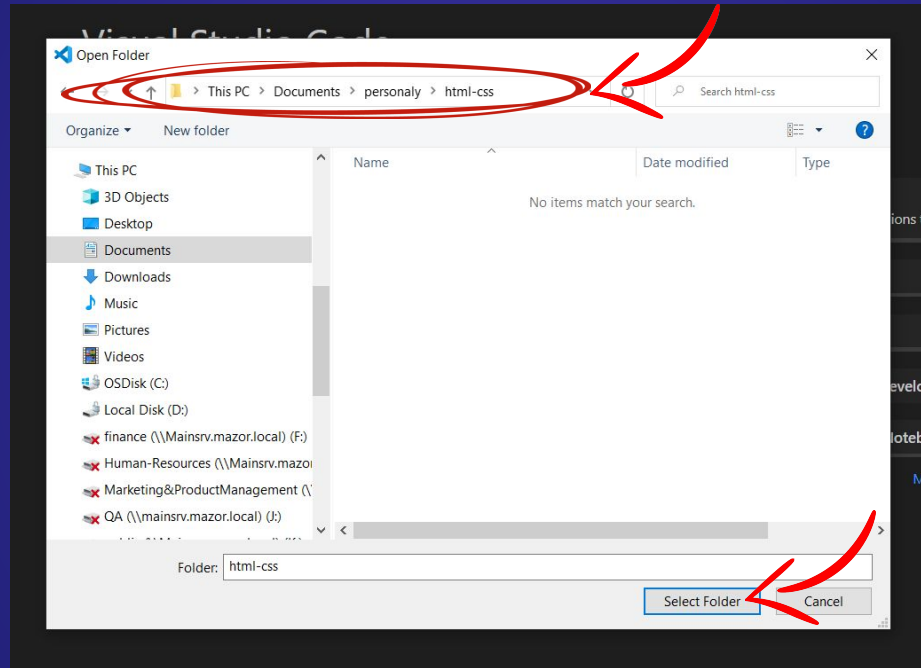 Visual Studio Code
Open Folder
This PC > Documents > personaly > html-css
Search html-css
Organize
New folder
?
Name
Date modified
Type
No items match your search.
This PC
3D Objects
Desktop
Documents
Downloads
Music
Pictures
Videos
OSDisk (C:)
Local Disk (D:)
finance (\\Mainsrv.mazor.local) (F:)
Human-Resources (\\Mainsrv.mazor
Marketing&ProductManagement (\
QA (\\mainsrv.mazor.local) (J:)
Folder: html-css
Select Folder
Cancel